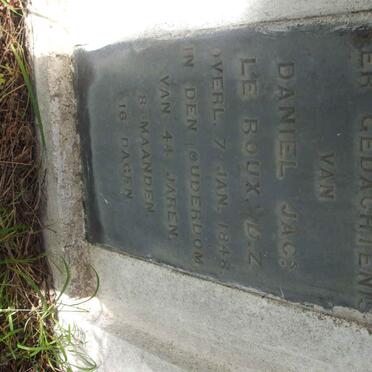 ER GEDACHTENIS
VAN
DANIEL JACS
LE ROUX. D.Z.
OVERL. 7 JAN. 1848.
IN DEN OUDERDOM
VAN 44 JAREN.
8 MAANDEN
16 DAGEN